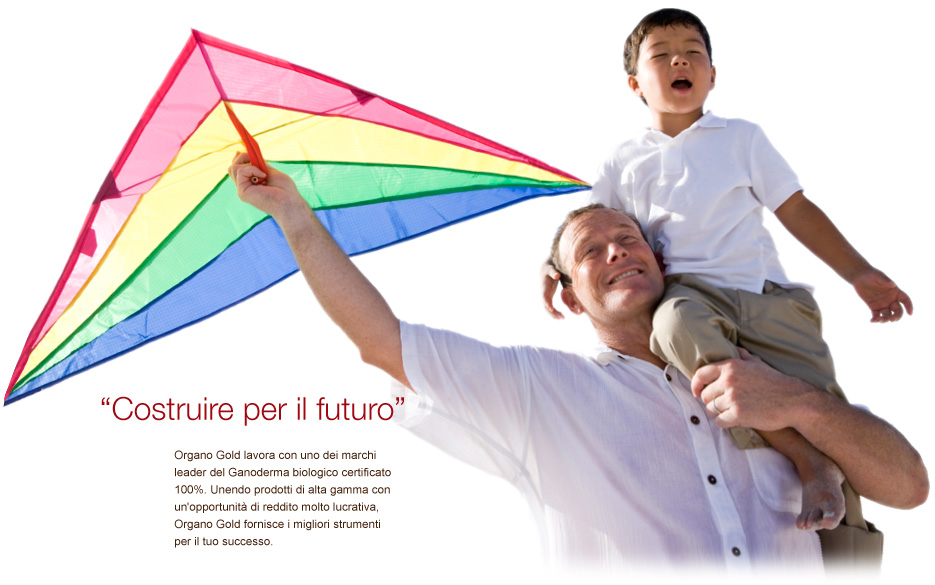 “Costruire per il futuro”
Organo Gold lavora con uno dei marchi
leader del Ganoderma biologico certificato
100%. Unendo prodotti di alta gamma con
un'opportunità di reddito molto lucrativa,
Organo Gold fornisce i migliori strumenti
per il tuo successo.